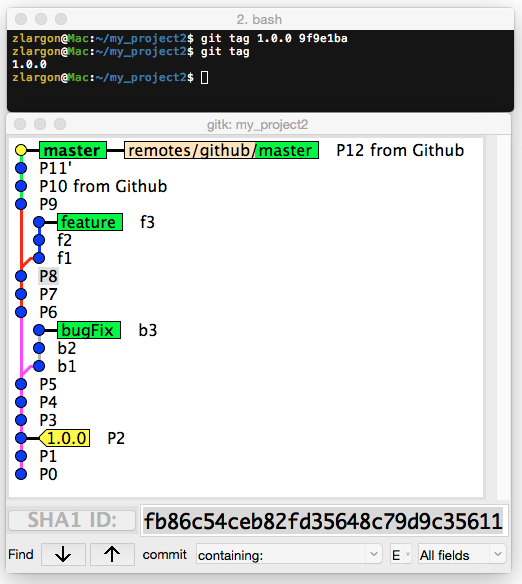 2. bash
zlargon@Mac:~/my_project2$ git tag 1.0.0 9f9e1ba
zlargon@Mac:~/my_project2$ git tag
1.0.0
zlargon@Mac:~/my_project2$
gitk: my_project2
master remotes/github/master P12 from Github
P11'
P10 from Github
P9
feature f3
f2
f1
P8
P7
P6
bugFix b3
b2
b1
P5
P4
P3
1.0.0 P2
P1
P0
SHA1 ID: fb86c54ceb82fd35648c79d9c35611
Find ↓ ↑ commit containing: E All fields